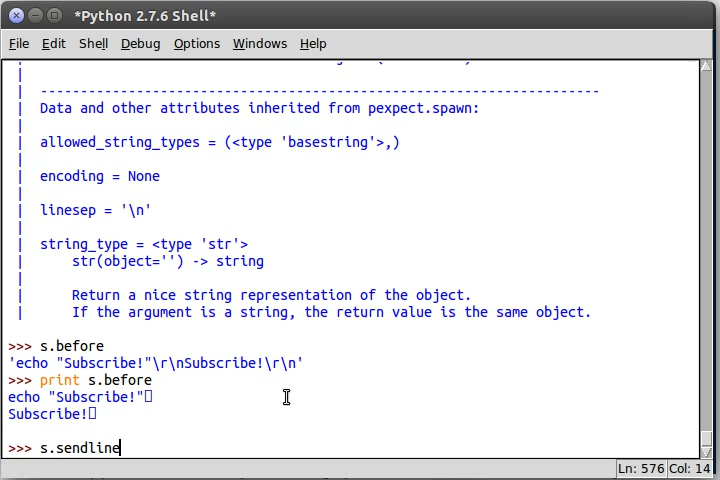 *Python 2.7.6 Shell*
File Edit Shell Debug Options Windows Help
| ----------------------------------------------------------------------
| Data and other attributes inherited from pexpect.spawn:
|
| allowed_string_types = (<type 'basestring'>,)
|
| encoding = None
|
| linesep = '\n'
|
| string_type = <type 'str'>
|     str(object='') -> string
|
|     Return a nice string representation of the object.
|     If the argument is a string, the return value is the same object.
>>> s.before
'echo "Subscribe!"\r\nSubscribe!\r\n'
>>> print s.before
echo "Subscribe!"
Subscribe!
>>> s.sendline
Ln: 576 Col: 14